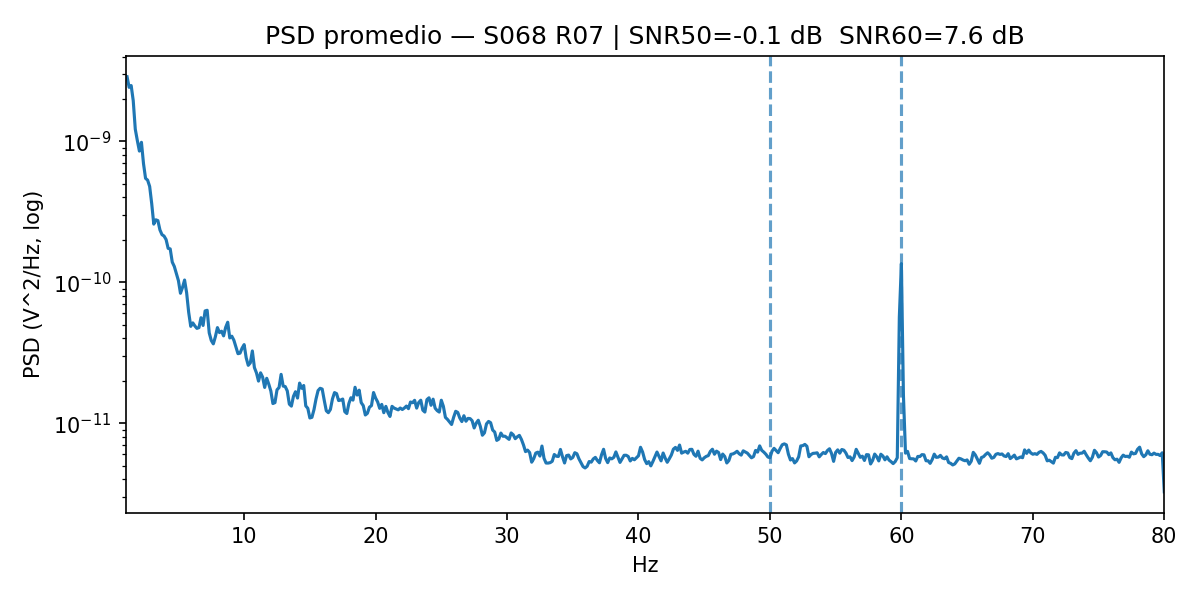 PSD promedio — S068 R07 | SNR50=-0.1 dB  SNR60=7.6 dB
PSD (V^2/Hz, log)
10⁻⁹
10⁻¹⁰
10⁻¹¹
10 20 30 40 50 60 70 80
Hz